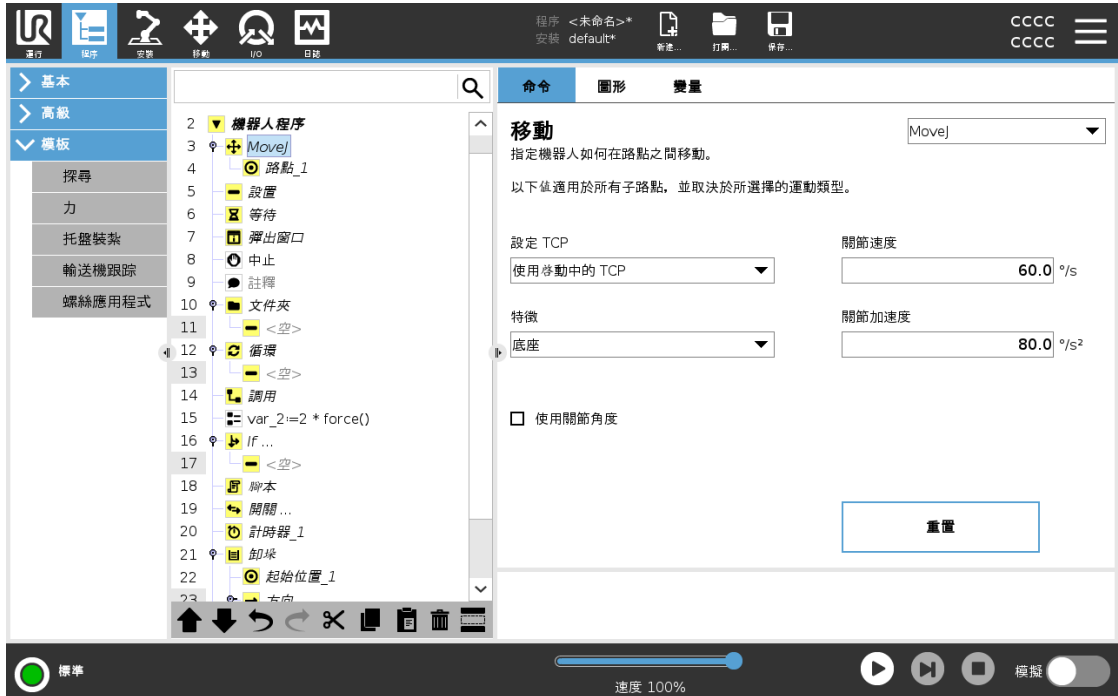 UR
運行
程序
安裝
移動
I/O
日誌
程序 <未命名>*
安裝 default*
新建...
打開...
保存...
cccc
cccc
基本
高級
模板
探尋
力
托盤裝紮
輸送機跟踪
螺絲應用程式
2 機器人程序
3 MoveJ
4 路點_1
5 設置
6 等待
7 彈出窗口
8 中止
9 註釋
10 文件夾
11 <空>
12 循環
13 <空>
14 調用
15 var_2:=2 * force()
16 If ...
17 <空>
18 腳本
19 開關 ...
20 計時器_1
21 卸垛
22 起始位置_1
23 方向
命令
圖形
變量
移動
MoveJ
指定機器人如何在路點之間移動。
以下值適用於所有子路點，並取決於所選擇的運動類型。
設定 TCP
關節速度
使用活動中的 TCP
60.0 °/s
特徵
關節加速度
底座
80.0 °/s²
使用關節角度
重置
標準
速度 100%
模擬